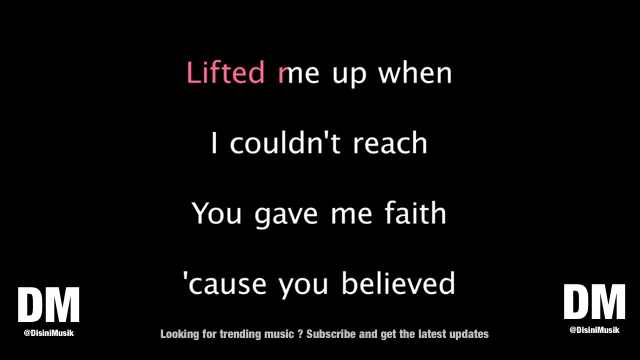 Lifted me up when
I couldn't reach
You gave me faith
'cause you believed
DM
@DisiniMusik
DM
@DisiniMusik
Looking for trending music ? Subscribe and get the latest updates